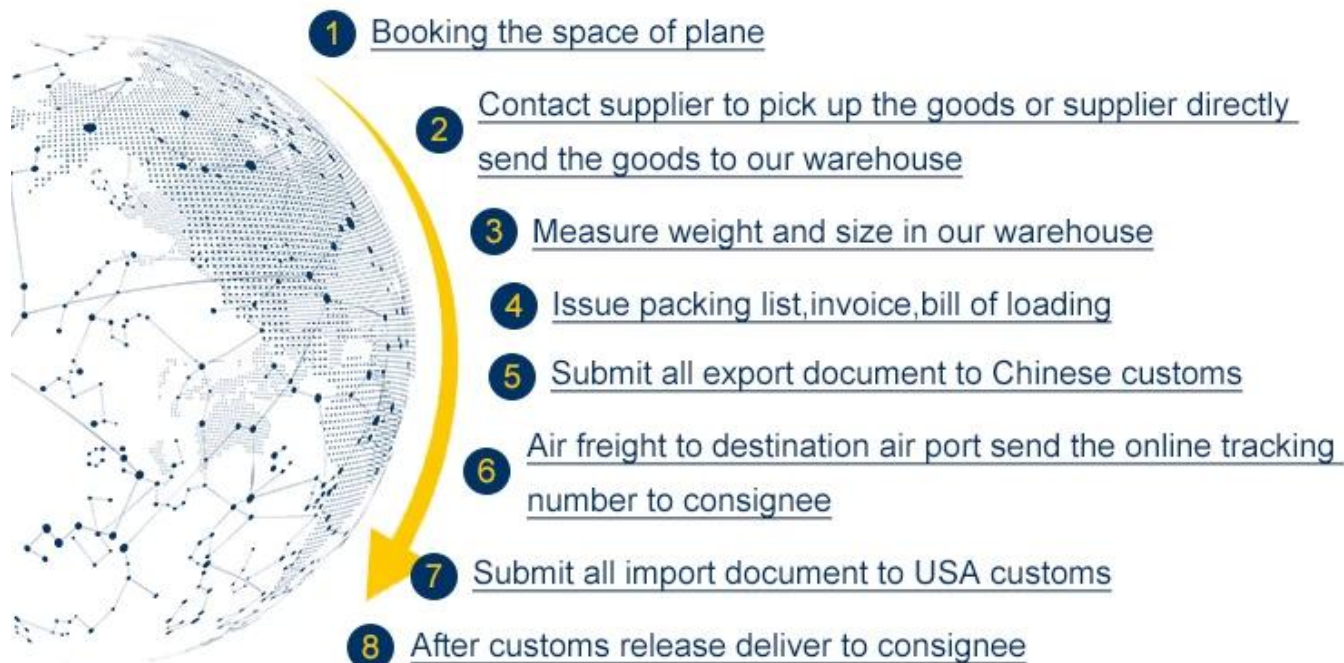 1 Booking the space of plane
2 Contact supplier to pick up the goods or supplier directly
send the goods to our warehouse
3 Measure weight and size in our warehouse
4 Issue packing list,invoice,bill of loading
5 Submit all export document to Chinese customs
6 Air freight to destination air port send the online tracking
number to consignee
7 Submit all import document to USA customs
8 After customs release deliver to consignee